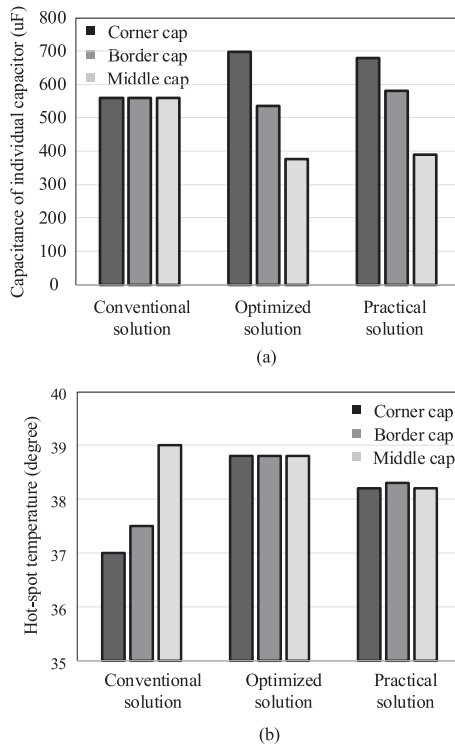 Capacitance of individual capacitor (uF)
800
700
600
500
400
300
200
100
0
Corner cap
Border cap
Middle cap
Conventional
solution
Optimized
solution
Practical
solution
(a)
Hot-spot temperature (degree)
40
39
38
37
36
35
Corner cap
Border cap
Middle cap
Conventional
solution
Optimized
solution
Practical
solution
(b)